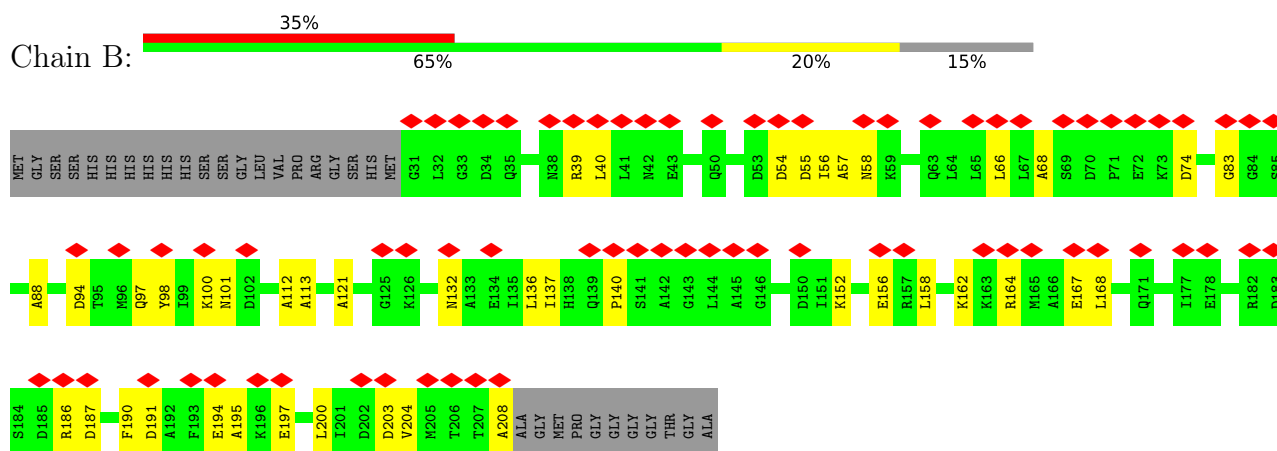 35%
Chain B:
65% 20% 15%
MET GLY SER SER HIS HIS HIS HIS HIS HIS SER SER GLY LEU VAL PRO ARG GLY SER HIS MET G31 L32 G33 D34 Q35 N38 R39 L40 L41 N42 E43 Q50 D53 D54 D55 I56 A57 N58 K59 Q63 L64 L65 L66 L67 A68 S69 D70 P71 E72 K73 D74 G83 G84 S85
A88 D94 T95 M96 Q97 Y98 I99 K100 N101 D102 A112 A113 A121 G125 K126 N132 A133 E134 I135 L136 I137 H138 Q139 P140 S141 A142 G143 L144 A145 G146 D150 I151 K152 E156 R157 L158 K162 K163 R164 M165 A166 E167 L168 Q171 I177 E178 R182 D183
S184 D185 R186 D187 F190 D191 A192 F193 E194 A195 K196 E197 L200 I201 D202 D203 V204 M205 T206 T207 A208 ALA GLY MET PRO GLY GLY GLY GLY THR GLY ALA